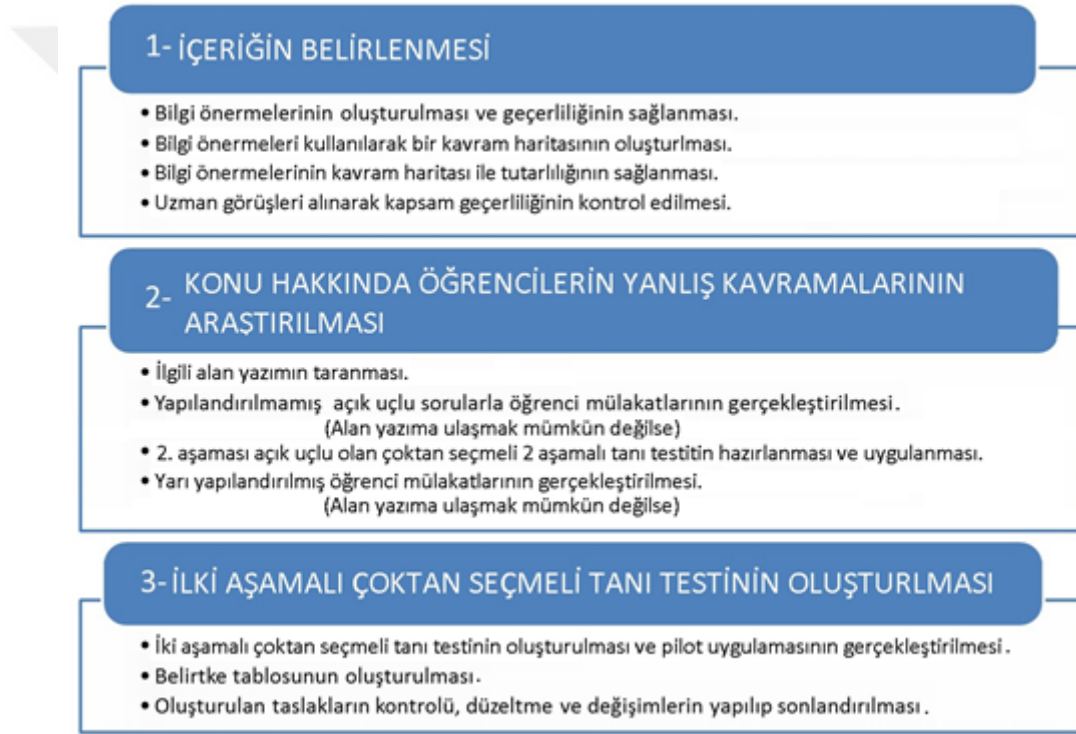 1- İÇERİĞİN BELİRLENMESİ
• Bilgi önermelerinin oluşturulması ve geçerliliğinin sağlanması.
• Bilgi önermeleri kullanılarak bir kavram haritasının oluşturlması.
• Bilgi önermelerinin kavram haritası ile tutarlılığının sağlanması.
• Uzman görüşleri alınarak kapsam geçerliliğinin kontrol edilmesi.
2- KONU HAKKINDA ÖĞRENCİLERİN YANLIŞ KAVRAMALARININ
ARAŞTIRILMASI
• İlgili alan yazımın taranması.
• Yapılandırılmamış açık uçlu sorularla öğrenci mülakatlarının gerçekleştirilmesi.
(Alan yazıma ulaşmak mümkün değilse)
• 2. aşaması açık uçlu olan çoktan seçmeli 2 aşamalı tanı testitin hazırlanması ve uygulanması.
• Yarı yapılandırılmış öğrenci mülakatlarının gerçekleştirilmesi.
(Alan yazıma ulaşmak mümkün değilse)
3- İLKİ AŞAMALI ÇOKTAN SEÇMELİ TANI TESTİNİN OLUŞTURLMASI
• İki aşamalı çoktan seçmeli tanı testinin oluşturulması ve pilot uygulamasının gerçekleştirilmesi.
• Belirtke tablosunun oluşturulması.
• Oluşturulan taslakların kontrolü, düzeltme ve değişimlerin yapılıp sonlandırılması.